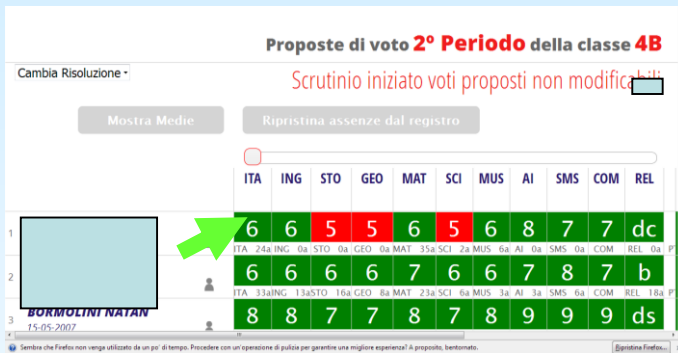 Proposte di voto 2° Periodo della classe 4B
Cambia Risoluzione
Scrutinio iniziato voti proposti non modificabili
Mostra Medie Ripristina assenze dal registro
ITA ING STO GEO MAT SCI MUS AI SMS COM REL
1 6 6 5 5 6 5 6 8 7 7 dc
ITA 24a ING 0a STO 0a GEO 0a MAT 35a SCI 2a MUS 6a AI 0a SMS 0a COM REL 0a
2 6 6 6 6 7 6 6 7 8 7 b
ITA 33a ING 13a STO 16a GEO 8a MAT 23a SCI 6a MUS 3a AI 3a SMS 6a COM REL 18a
3 BORMOLINI NATAN 8 8 7 7 8 7 8 9 9 9 ds
15-05-2007
Sembra che Firefox non venga utilizzato da un po' di tempo. Procedere con un'operazione di pulizia per garantire una migliore esperienza? A proposito, bentornato. Ripristina Firefox...